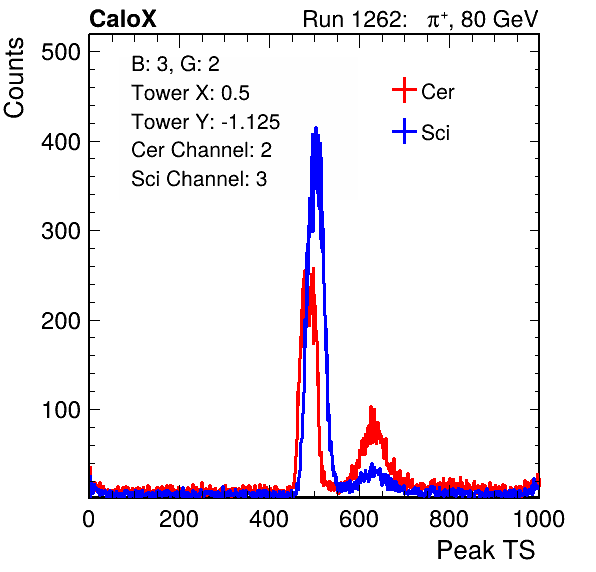 CaloX
Run 1262: π⁺, 80 GeV
Counts
500
400
300
200
100
B: 3, G: 2
Tower X: 0.5
Tower Y: -1.125
Cer Channel: 2
Sci Channel: 3
Cer
Sci
0 200 400 600 800 1000
Peak TS